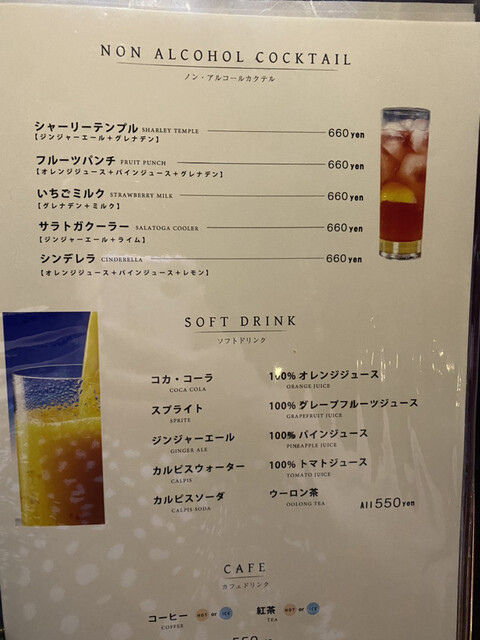 NON ALCOHOL COCKTAIL
ノン・アルコールカクテル
シャーリーテンプル SHARLEY TEMPLE 660yen
【ジンジャーエール+グレナデン】
フルーツパンチ FRUIT PUNCH 660yen
【オレンジジュース+パインジュース+グレナデン】
いちごミルク STRAWBERRY MILK 660yen
【グレナデン+ミルク】
サラトガクーラー SALATOGA COOLER 660yen
【ジンジャーエール+ライム】
シンデレラ CINDERELLA 660yen
【オレンジジュース+パインジュース+レモン】
SOFT DRINK
ソフトドリンク
コカ・コーラ
COCA COLA
スプライト
SPRITE
ジンジャーエール
GINGER ALE
カルピスウォーター
CALPIS
カルピスソーダ
CALPIS SODA
100% オレンジジュース
ORANGE JUICE
100% グレープフルーツジュース
GRAPEFRUIT JUICE
100% パインジュース
PINEAPPLE JUICE
100% トマトジュース
TOMATO JUICE
ウーロン茶
OOLONG TEA
All 550yen
CAFE
カフェドリンク
コーヒー HOT or ICE
COFFEE
紅茶 HOT or ICE
TEA